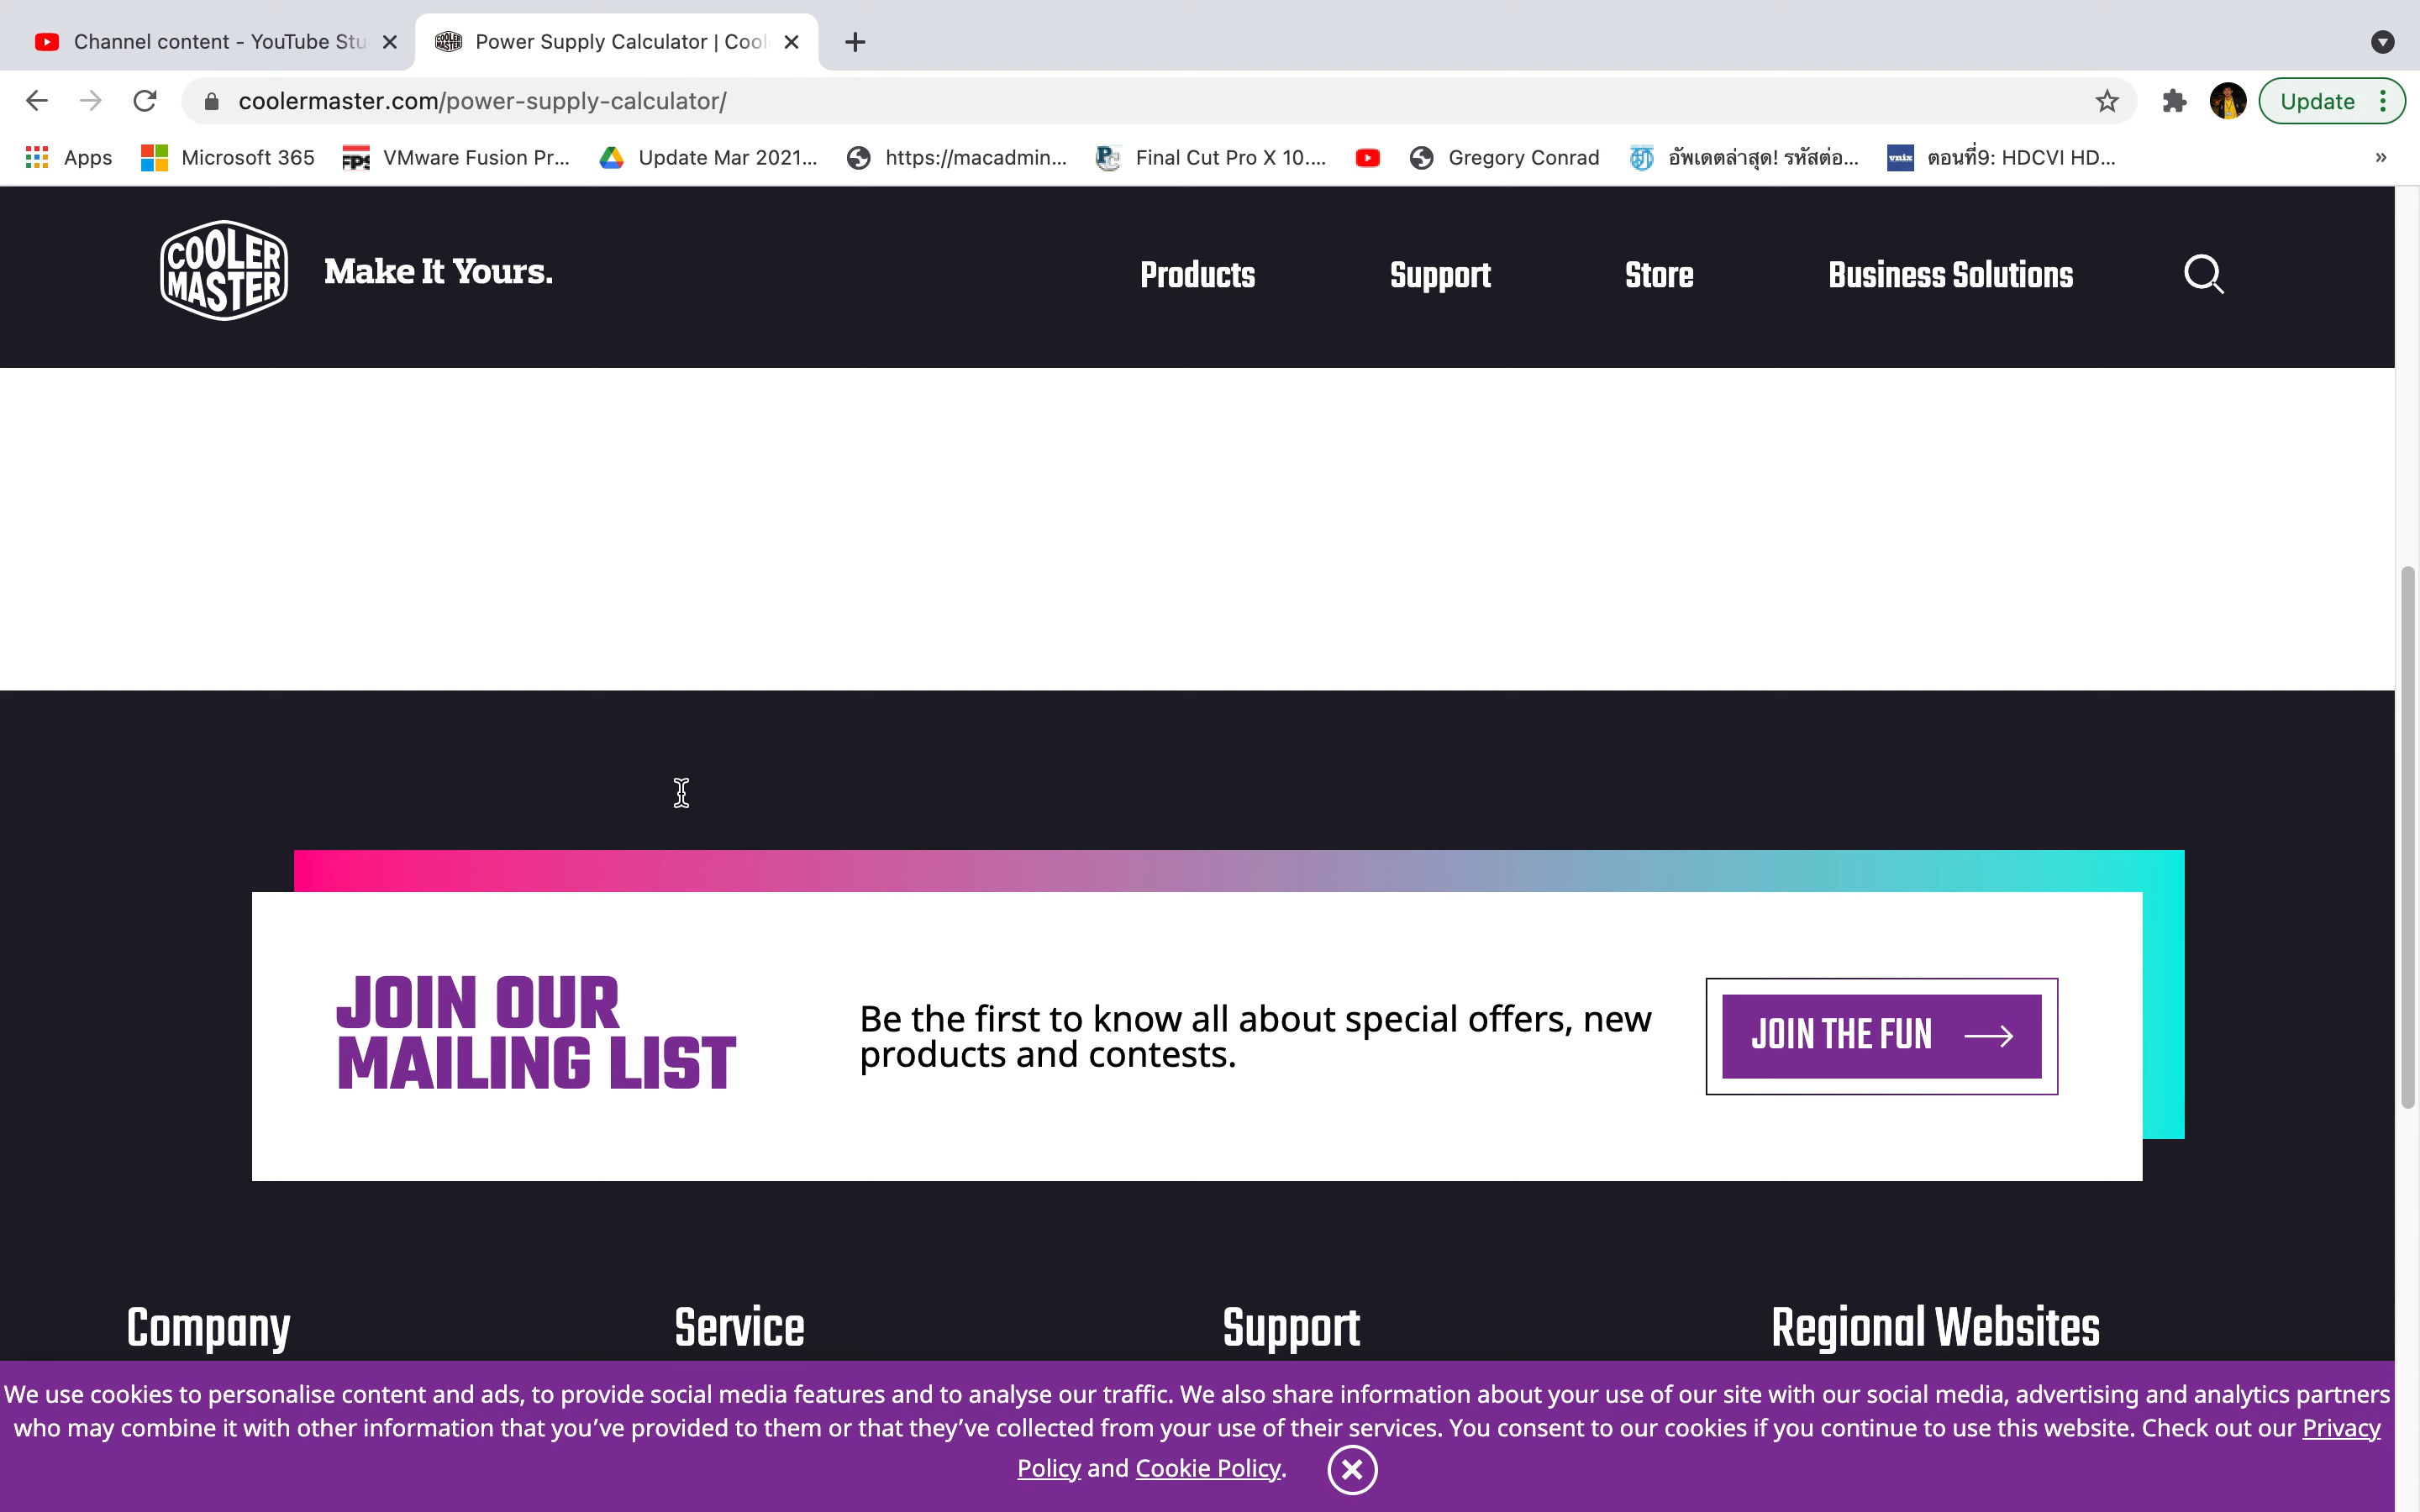 Channel content - YouTube Stu
Power Supply Calculator | Cool
coolermaster.com/power-supply-calculator/
Update
Apps
Microsoft 365
FPS
VMware Fusion Pr...
Update Mar 2021...
https://macadmin...
Final Cut Pro X 10....
Gregory Conrad
อัพเดตล่าสุด! รหัสต่อ...
vnix
ตอนที่9: HDCVI HD...
»
COOLER
MASTER
Make It Yours.
Products
Support
Store
Business Solutions
JOIN OUR
MAILING LIST
Be the first to know all about special offers, new
products and contests.
JOIN THE FUN
Company
Service
Support
Regional Websites
We use cookies to personalise content and ads, to provide social media features and to analyse our traffic. We also share information about your use of our site with our social media, advertising and analytics partners
who may combine it with other information that you've provided to them or that they've collected from your use of their services. You consent to our cookies if you continue to use this website. Check out our Privacy
Policy and Cookie Policy.